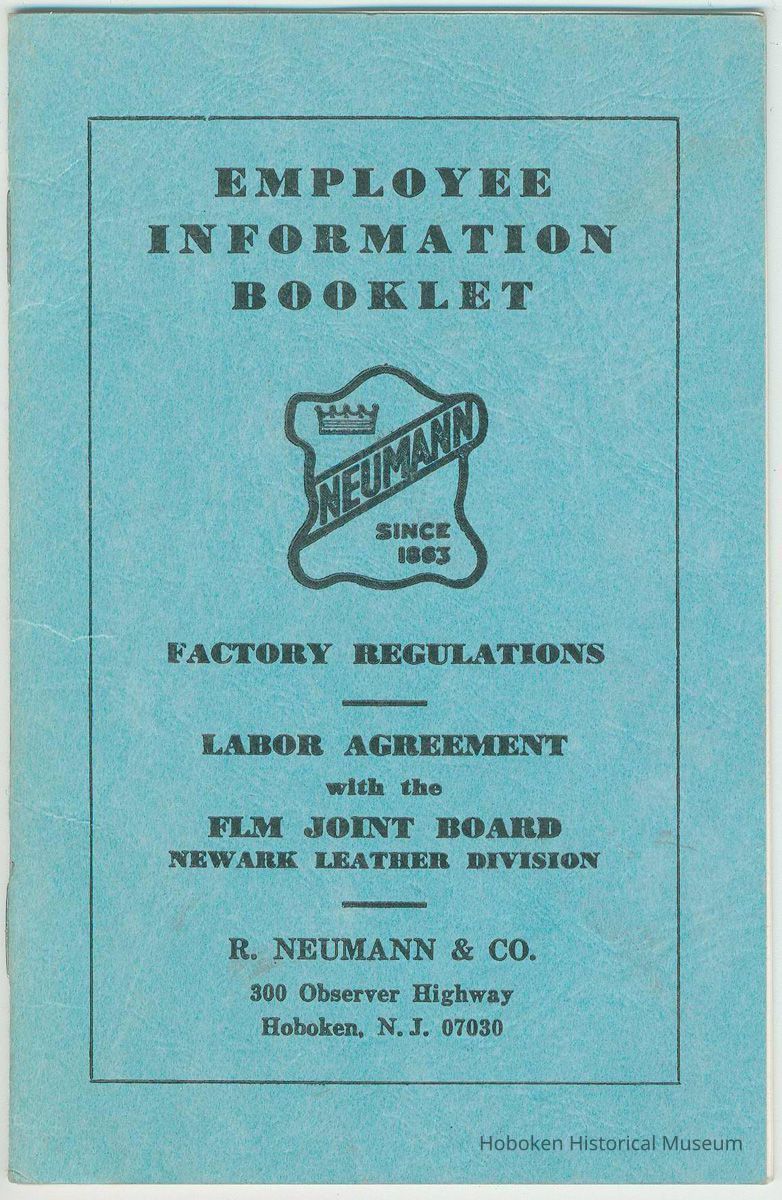 EMPLOYEE
INFORMATION
BOOKLET
NEUMANN
SINCE
1863
FACTORY REGULATIONS
LABOR AGREEMENT
with the
FLM JOINT BOARD
NEWARK LEATHER DIVISION
R. NEUMANN & CO.
300 Observer Highway
Hoboken, N. J. 07030
Hoboken Historical Museum